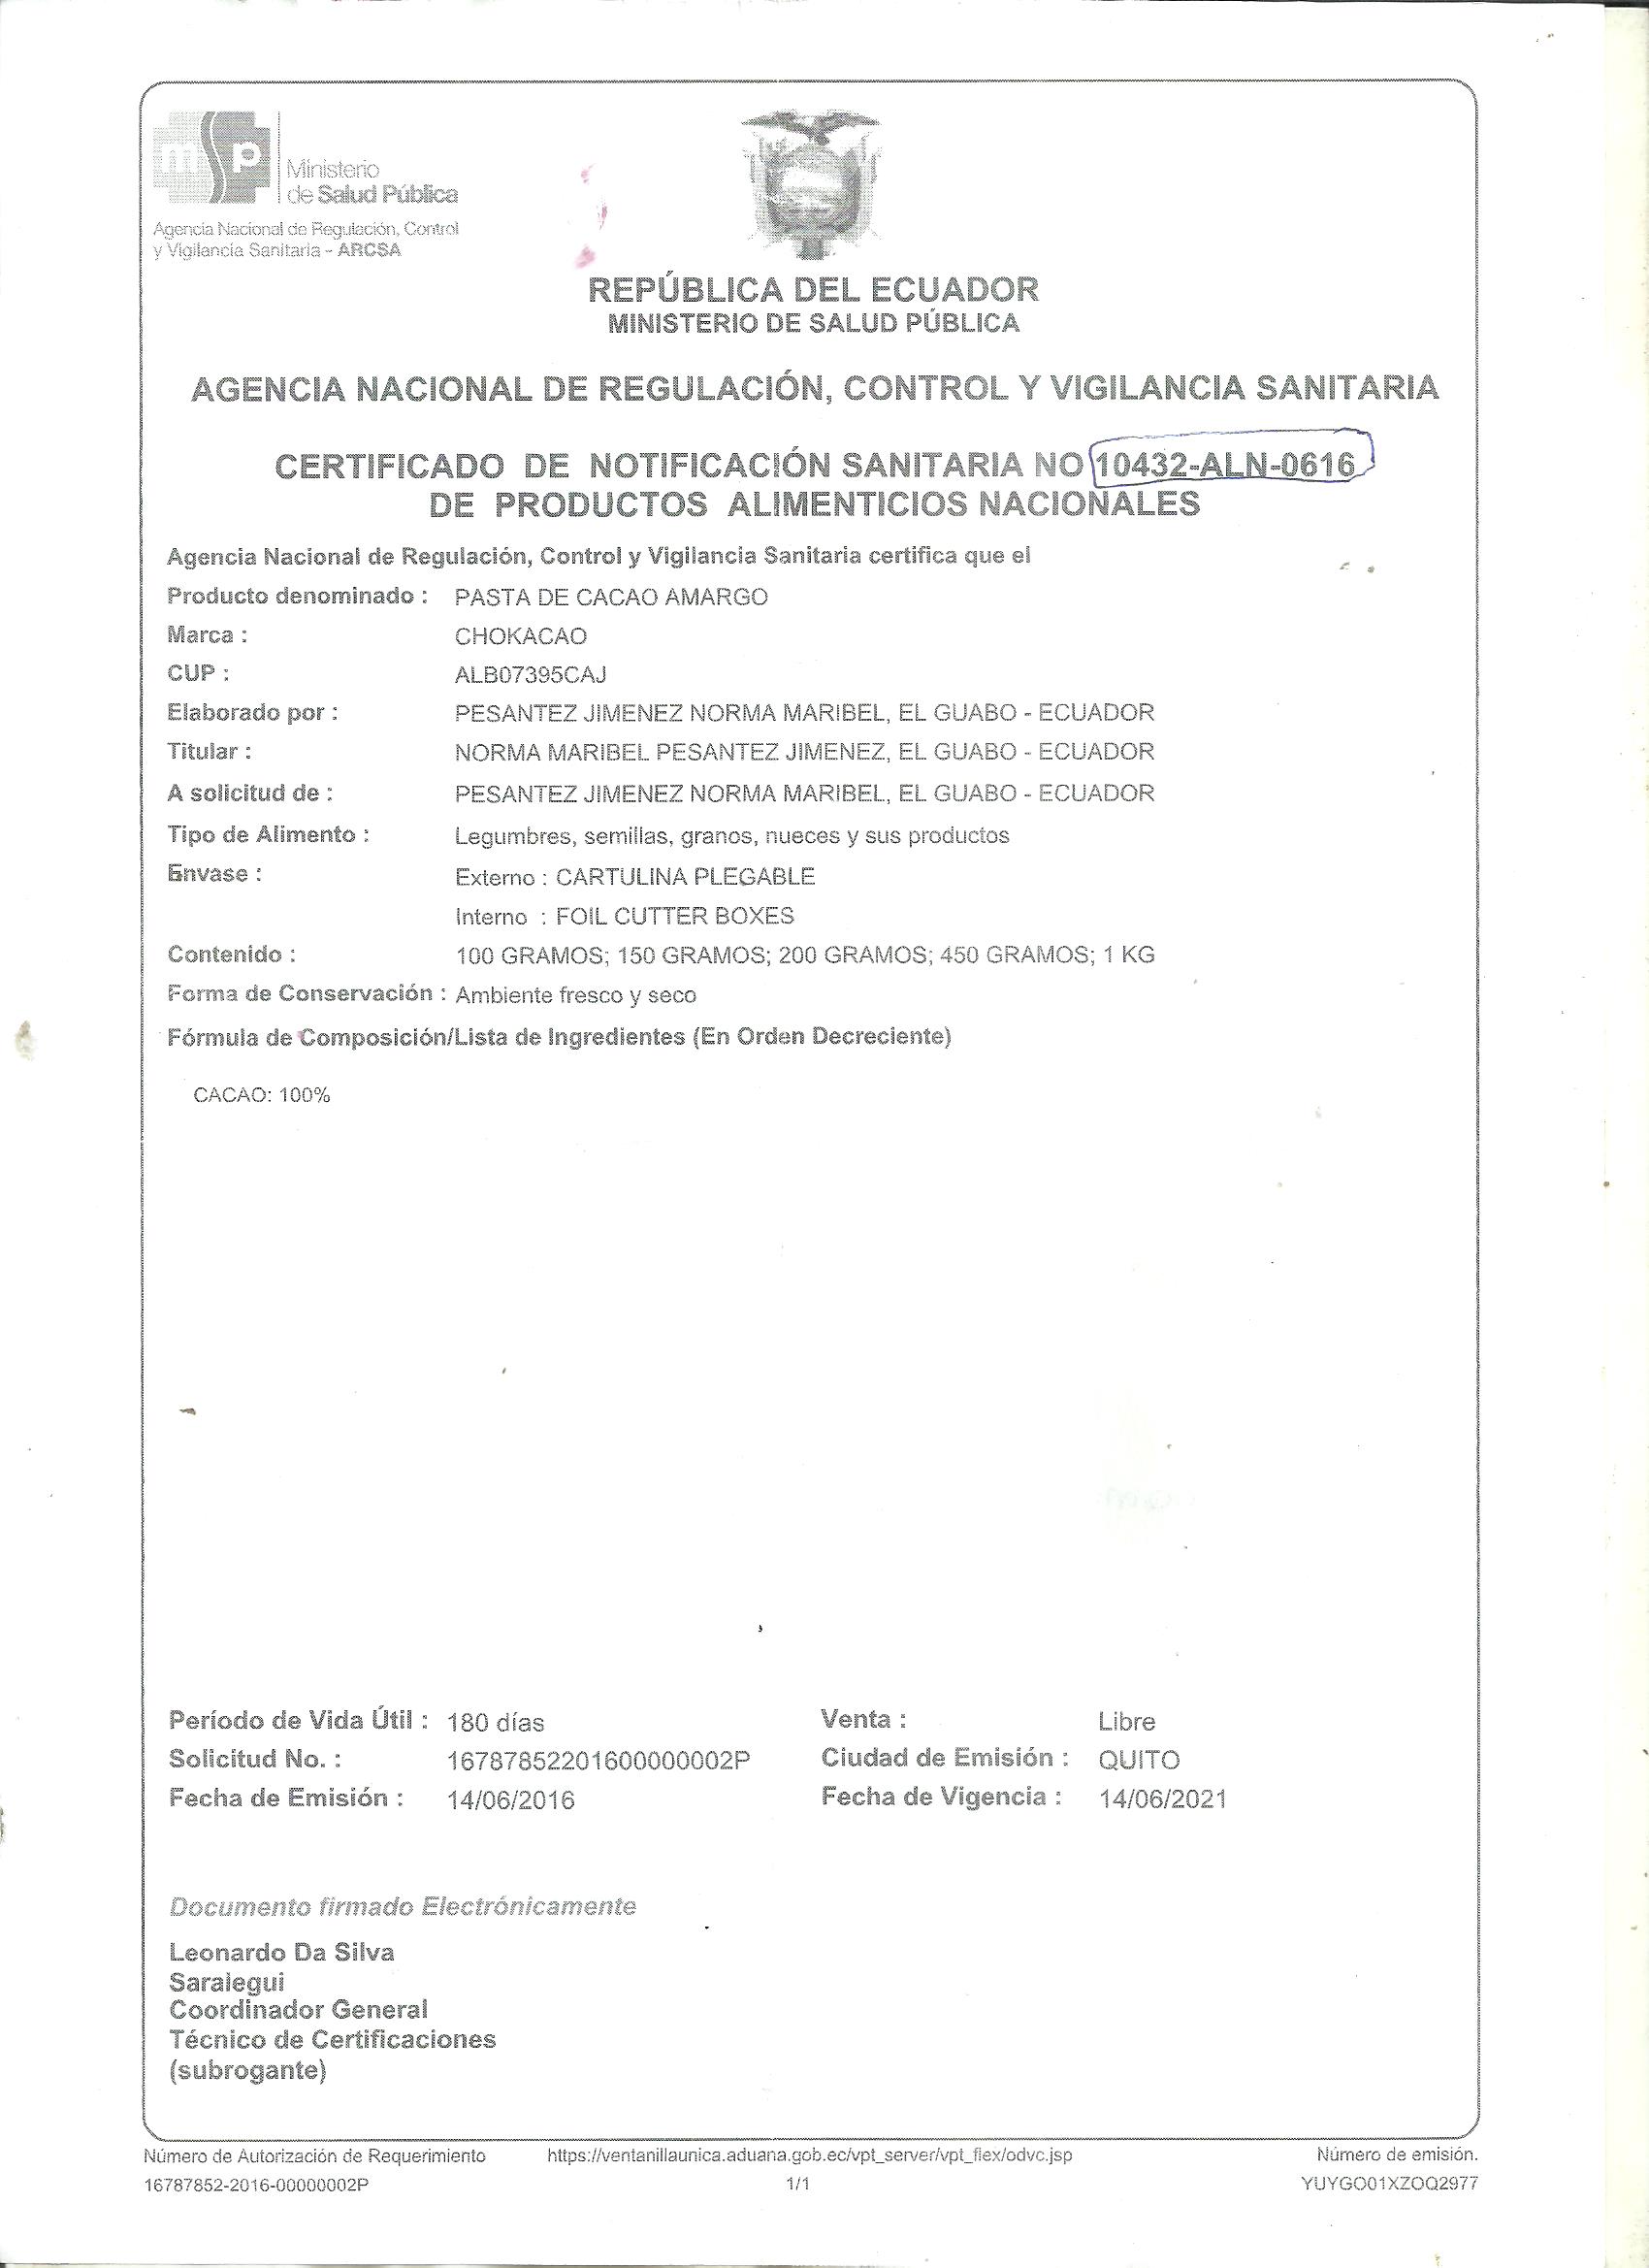 mp
Ministerio
de Salud Pública
Agencia Nacional de Regulación, Control
y Vigilancia Sanitaria - ARCSA
REPÚBLICA DEL ECUADOR
MINISTERIO DE SALUD PÚBLICA
AGENCIA NACIONAL DE REGULACIÓN, CONTROL Y VIGILANCIA SANITARIA
CERTIFICADO DE NOTIFICACIÓN SANITARIA NO 10432-ALN-0616
DE PRODUCTOS ALIMENTICIOS NACIONALES
Agencia Nacional de Regulación, Control y Vigilancia Sanitaria certifica que el
Producto denominado : PASTA DE CACAO AMARGO
Marca : CHOKACAO
CUP : ALB07395CAJ
Elaborado por : PESANTEZ JIMENEZ NORMA MARIBEL, EL GUABO - ECUADOR
Titular : NORMA MARIBEL PESANTEZ JIMENEZ, EL GUABO - ECUADOR
A solicitud de : PESANTEZ JIMENEZ NORMA MARIBEL, EL GUABO - ECUADOR
Tipo de Alimento : Legumbres, semillas, granos, nueces y sus productos
Envase : Externo : CARTULINA PLEGABLE
Interno : FOIL CUTTER BOXES
Contenido : 100 GRAMOS; 150 GRAMOS; 200 GRAMOS; 450 GRAMOS; 1 KG
Forma de Conservación : Ambiente fresco y seco
Fórmula de Composición/Lista de Ingredientes (En Orden Decreciente)
CACAO: 100%
Período de Vida Útil : 180 días Venta : Libre
Solicitud No. : 16787852201600000002P Ciudad de Emisión : QUITO
Fecha de Emisión : 14/06/2016 Fecha de Vigencia : 14/06/2021
Documento firmado Electrónicamente
Leonardo Da Silva
Saralegui
Coordinador General
Técnico de Certificaciones
(subrogante)
Número de Autorización de Requerimiento https://ventanillaunica.aduana.gob.ec/vpt_server/vpt_flex/odvc.jsp Número de emisión.
16787852-2016-00000002P 1/1 YUYGO01XZOQ2977